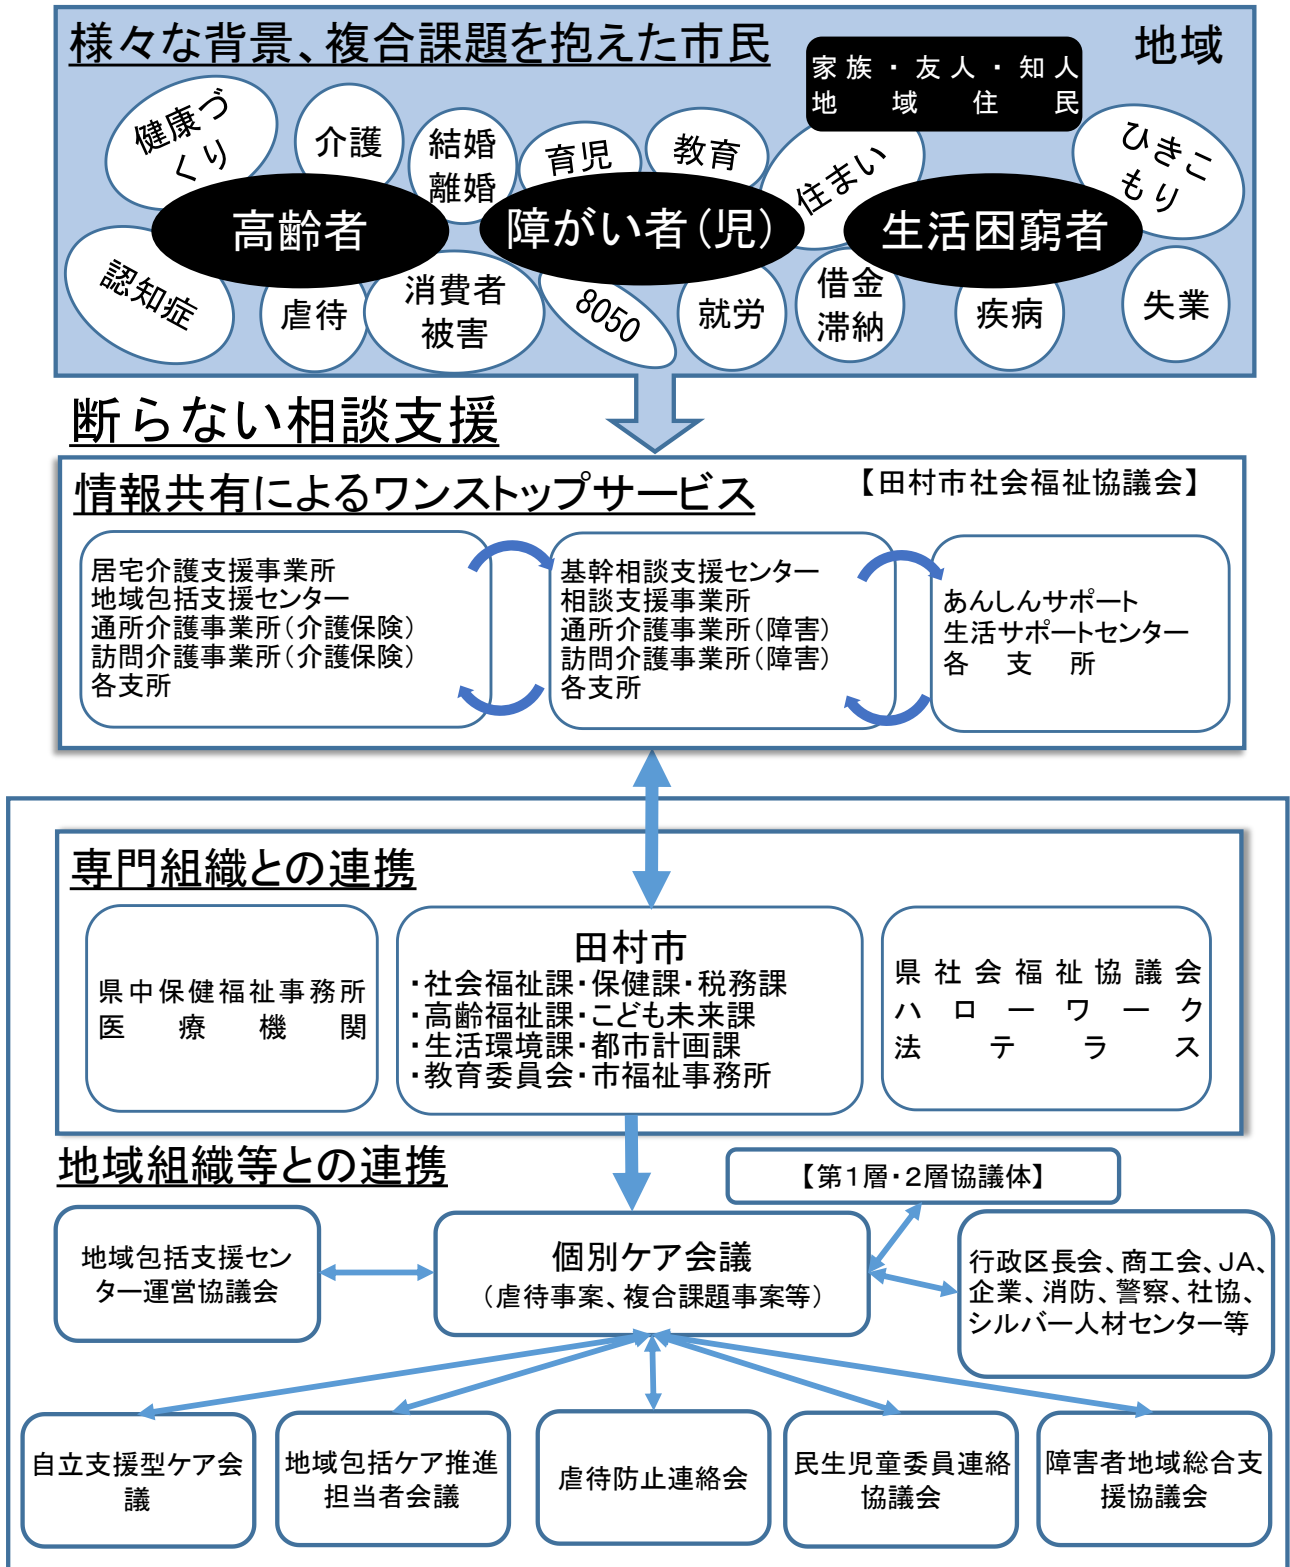 様々な背景、複合課題を抱えた市民
地域
家族・友人・知人
地域住民
健康づ
くり
介護
結婚
離婚
育児
教育
住まい
ひきこ
もり
高齢者
障がい者(児)
生活困窮者
認知症
虐待
消費者
被害
8050
就労
借金
滞納
疾病
失業
断らない相談支援
情報共有によるワンストップサービス
【田村市社会福祉協議会】
居宅介護支援事業所
地域包括支援センター
通所介護事業所(介護保険)
訪問介護事業所(介護保険)
各支所
基幹相談支援センター
相談支援事業所
通所介護事業所(障害)
訪問介護事業所(障害)
各支所
あんしんサポート
生活サポートセンター
各支所
専門組織との連携
県中保健福祉事務所
医療機関
田村市
・社会福祉課・保健課・税務課
・高齢福祉課・こども未来課
・生活環境課・都市計画課
・教育委員会・市福祉事務所
県社会福祉協議会
ハローワーク
法テラス
地域組織等との連携
【第1層・2層協議体】
地域包括支援セン
ター運営協議会
個別ケア会議
(虐待事案、複合課題事案等)
行政区長会、商工会、JA、
企業、消防、警察、社協、
シルバー人材センター等
自立支援型ケア会
議
地域包括ケア推進
担当者会議
虐待防止連絡会
民生児童委員連絡
協議会
障害者地域総合支
援協議会